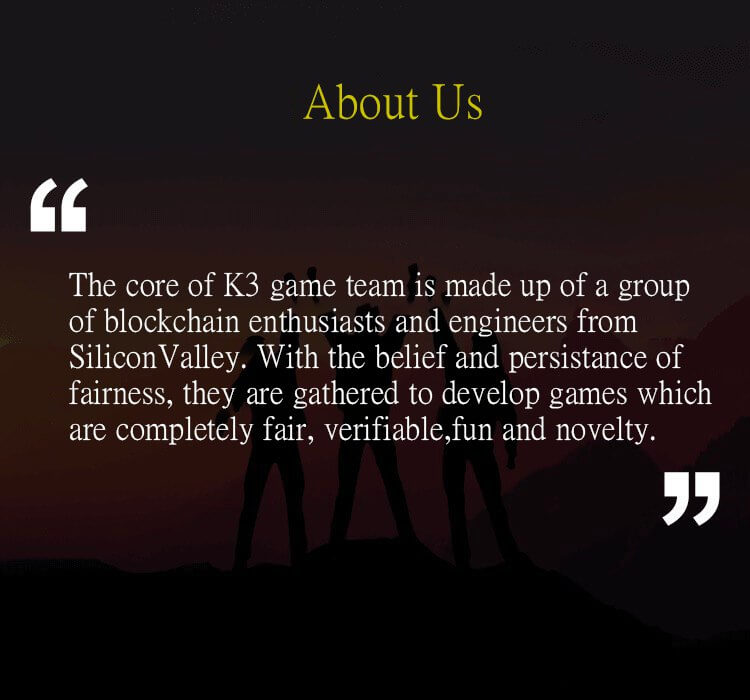 About Us
“
The core of K3 game team is made up of a group
of blockchain enthusiasts and engineers from
SiliconValley. With the belief and persistance of
fairness, they are gathered to develop games which
are completely fair, verifiable,fun and novelty.
”